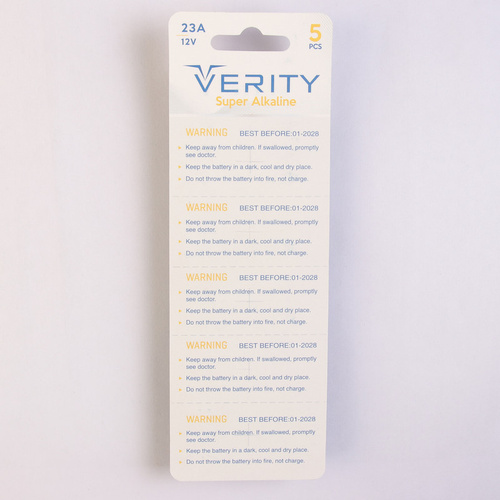 23A
12V
5
PCS
VERITY
Super Alkaline
WARNING BEST BEFORE:01-2028
Keep away from children. If swallowed, promptly
see doctor.
Keep the battery in a dark, cool and dry place.
Do not throw the battery into fire, not charge.
WARNING BEST BEFORE:01-2028
Keep away from children. If swallowed, promptly
see doctor.
Keep the battery in a dark, cool and dry place.
Do not throw the battery into fire, not charge.
WARNING BEST BEFORE:01-2028
Keep away from children. If swallowed, promptly
see doctor.
Keep the battery in a dark, cool and dry place.
Do not throw the battery into fire, not charge.
WARNING BEST BEFORE:01-2028
Keep away from children. If swallowed, promptly
see doctor.
Keep the battery in a dark, cool and dry place.
Do not throw the battery into fire, not charge.
WARNING BEST BEFORE:01-2028
Keep away from children. If swallowed, promptly
see doctor.
Keep the battery in a dark, cool and dry place.
Do not throw the battery into fire, not charge.